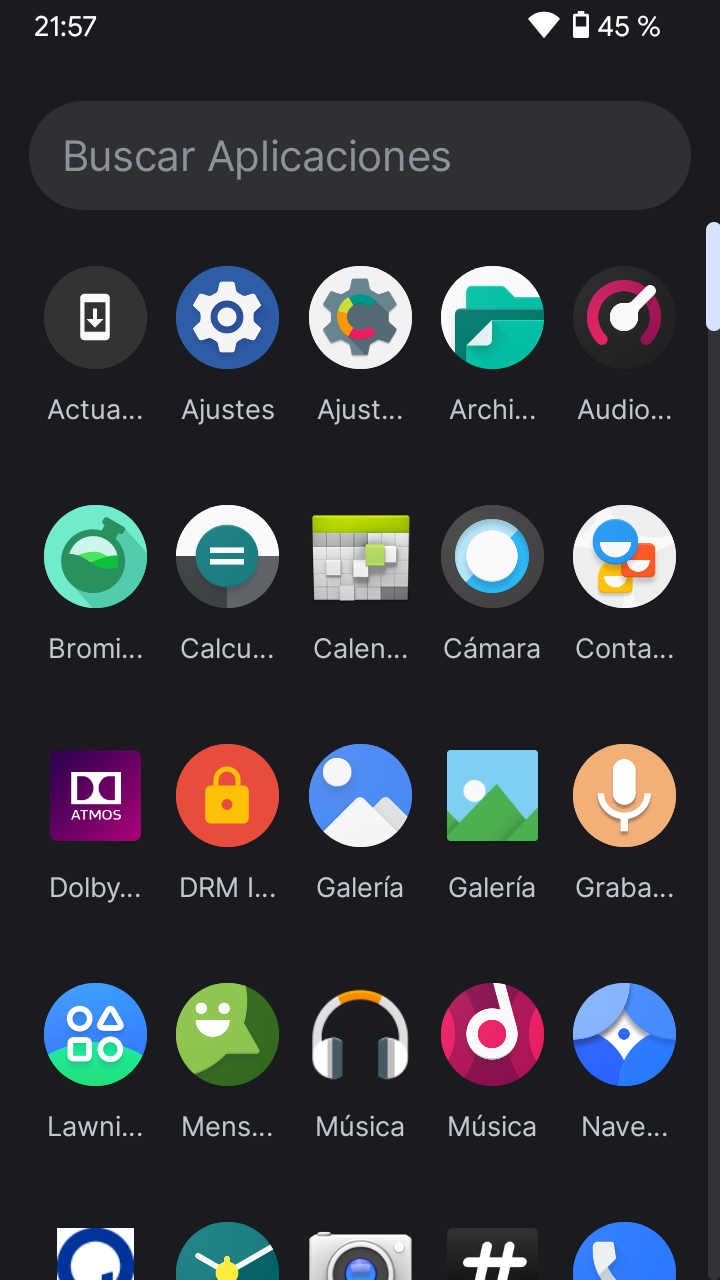 21:57 45 %
Buscar Aplicaciones
Actua... Ajustes Ajust... Archi... Audio...
Bromi... Calcu... Calen... Cámara Conta...
ATMOS
Dolby... DRM I... Galería Galería Graba...
Lawni... Mens... Música Música Nave...
#